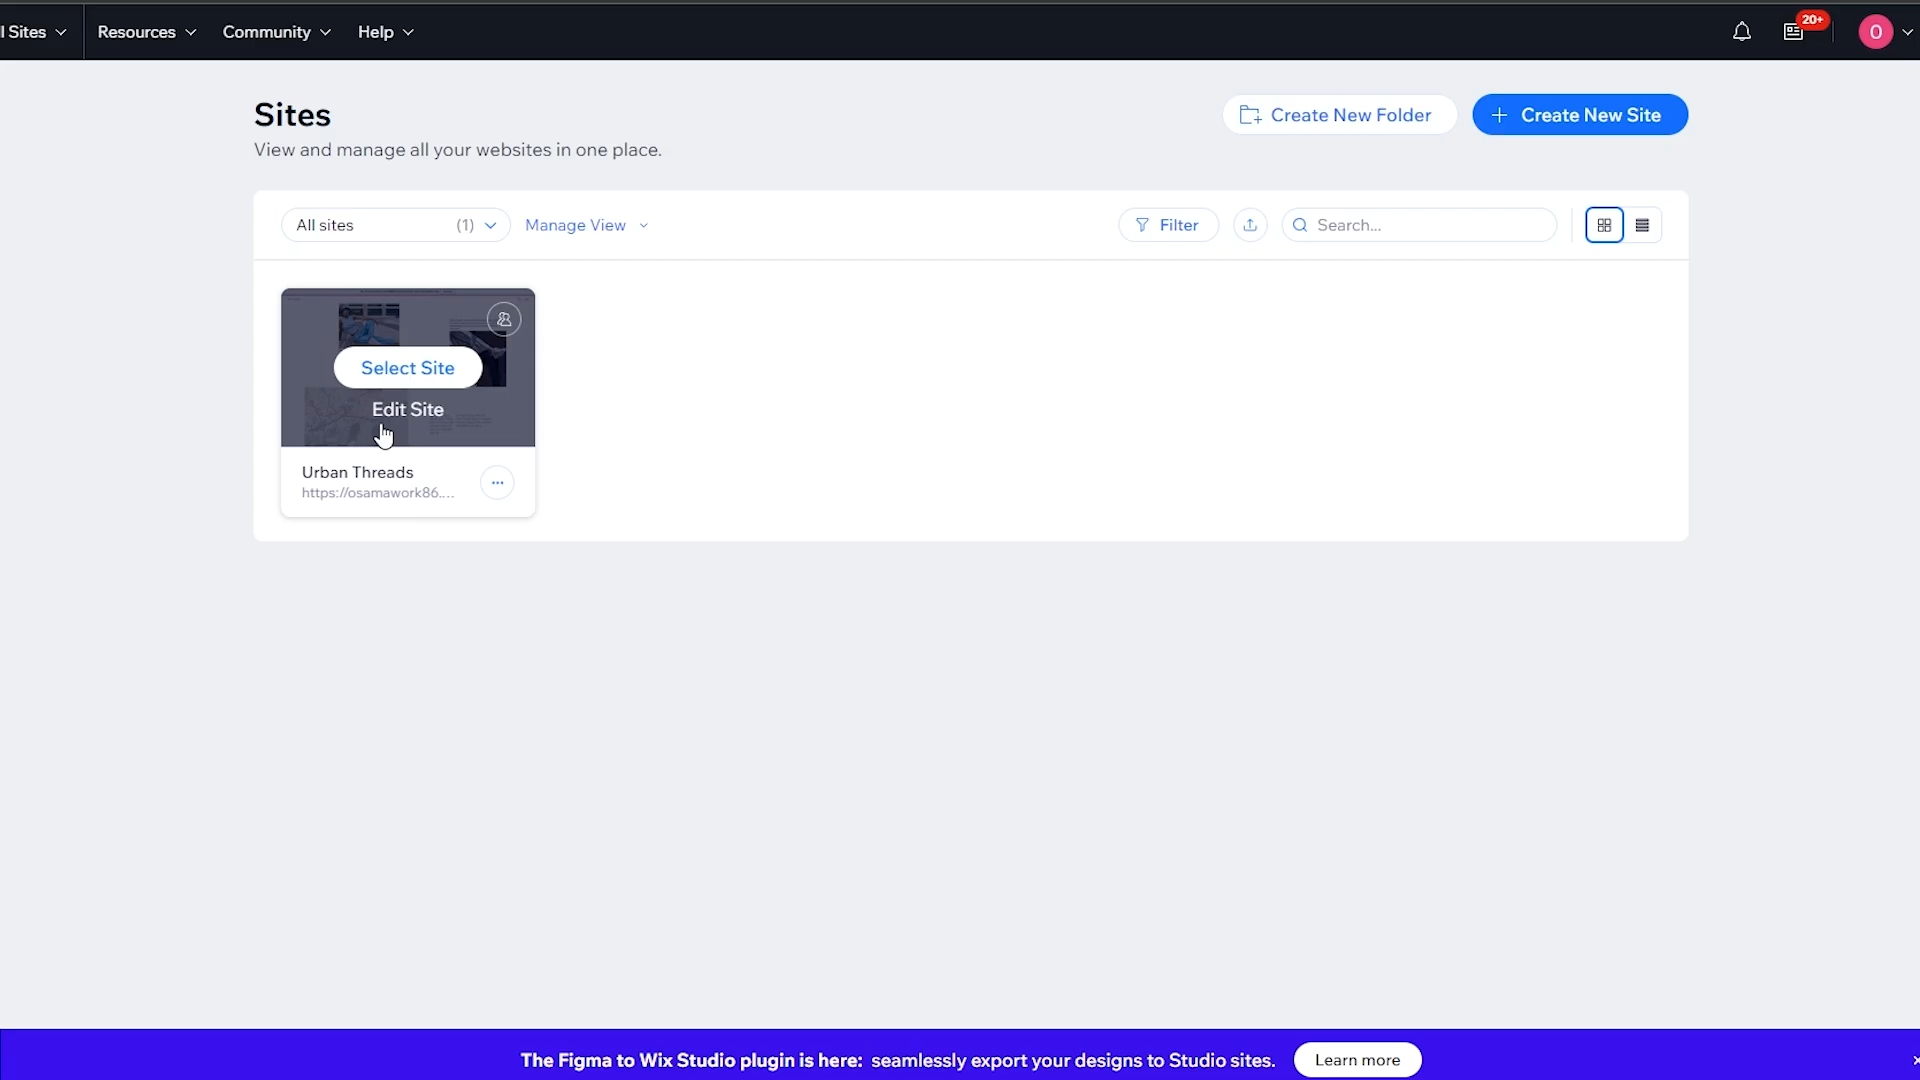 l Sites
Resources
Community
Help
20+
O
Sites
View and manage all your websites in one place.
Create New Folder
+ Create New Site
All sites (1)
Manage View
Filter
Search...
Select Site
Edit Site
Urban Threads
https://osamawork86....
The Figma to Wix Studio plugin is here: seamlessly export your designs to Studio sites.
Learn more